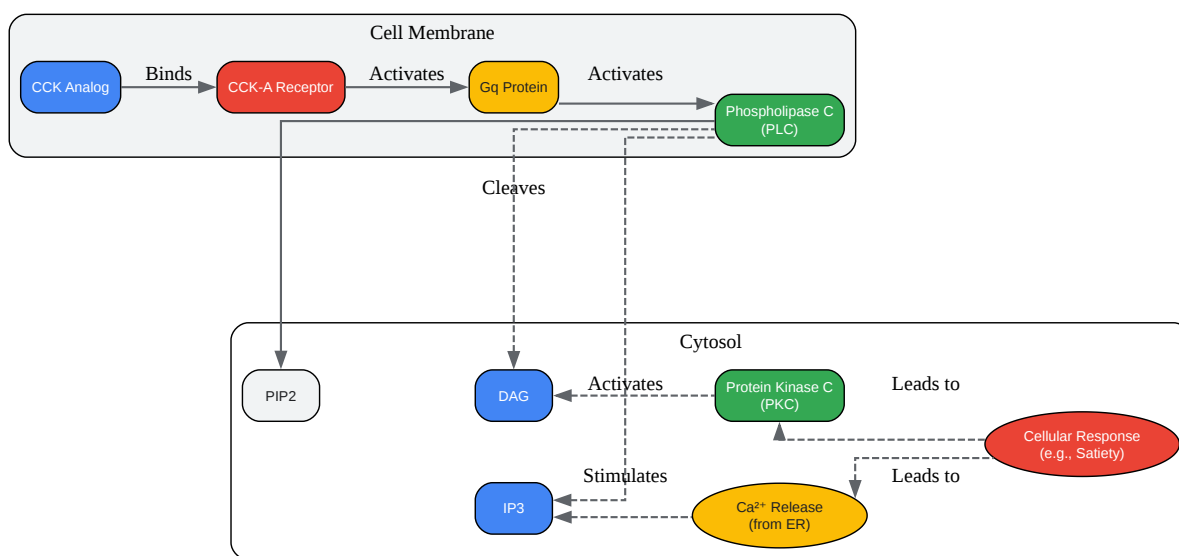 Cell Membrane
CCK Analog
Binds
CCK-A Receptor
Activates
Gq Protein
Activates
Phospholipase C
(PLC)
Cleaves
Cytosol
PIP2
DAG
Activates
Protein Kinase C
(PKC)
Leads to
Cellular Response
(e.g., Satiety)
IP3
Stimulates
Ca²⁺ Release
(from ER)
Leads to